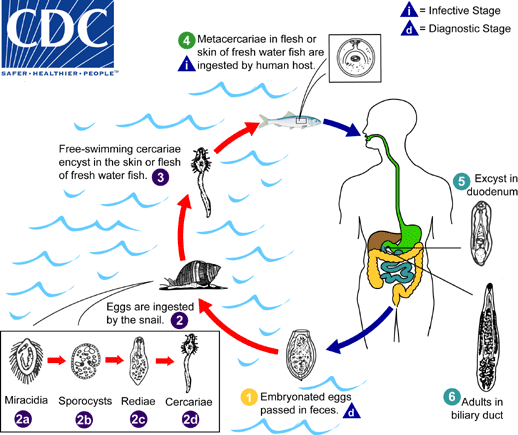 CDC
SAFER·HEALTHIER·PEOPLE™
4 Metacercariae in flesh or
skin of fresh water fish are
i ingested by human host.
i = Infective Stage
d = Diagnostic Stage
Free-swimming cercariae
encyst in the skin or flesh
of fresh water fish. 3
5 Excyst in
duodenum
Eggs are ingested
by the snail. 2
Miracidia
Sporocysts
Rediae
Cercariae
2a
2b
2c
2d
1 Embryonated eggs
passed in feces. d
6 Adults in
biliary duct